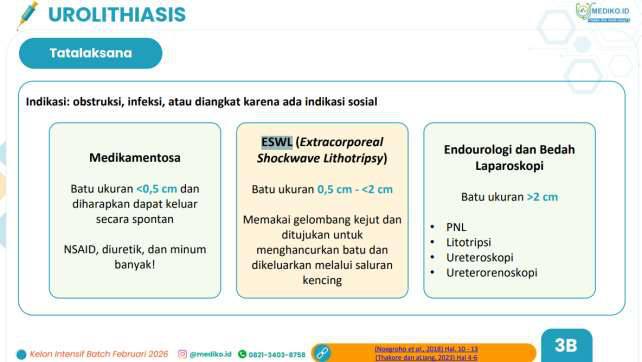 UROLITHIASIS
MEDIKO.ID
Tatalaksana
Indikasi: obstruksi, infeksi, atau diangkat karena ada indikasi sosial
Medikamentosa
Batu ukuran <0,5 cm dan
diharapkan dapat keluar
secara spontan
NSAID, diuretik, dan minum
banyak!
ESWL (Extracorporeal
Shockwave Lithotripsy)
Batu ukuran 0,5 cm - <2 cm
Memakai gelombang kejut dan
ditujukan untuk
menghancurkan batu dan
dikeluarkan melalui saluran
kencing
Endourologi dan Bedah
Laparoskopi
Batu ukuran >2 cm
• PNL
• Litotripsi
• Ureteroskopi
• Ureterorenoskopi
Kelon Intensif Batch Februari 2026
@mediko.id
0821-3403-8758
(Noegroho et al., 2018) Hal. 10 - 13
(Thakore dan aLiang, 2023) Hal 4-6
3B